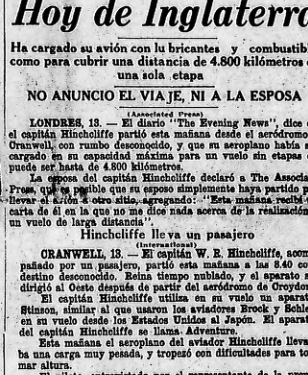 Hoy de Inglaterra
Ha cargado su avión con lubricantes y combustib
como para cubrir una distancia de 4.800 kilómetros
una sola etapa
NO ANUNCIO EL VIAJE, NI A LA ESPOSA
(Associated Press)
LONDRES, 13. — El diario "The Evening News", dice
el capitán Hinchcliffe partió esta mañana desde el aeródromo
Cranwell, con rumbo desconocido, y que su aeroplano había s
cargado en su capacidad máxima para un vuelo sin etapas
puede ser hasta de 4.800 kilómetros.
La esposa del capitán Hinchcliffe declaró a The Associa
Press, que es posible que su esposo simplemente haya partido p
llevar el avión a otro sitio, agregando: "Esta mañana recibí
carta de él en la que no me dice nada acerca de la realización
un vuelo de larga distancia".
Hinchcliffe lleva un pasajero
(International)
CRANWELL, 13. — El capitán W. R. Hinchcliffe, acom
pañado por un pasajero, partió esta mañana a las 8.40 co
destino desconocido. Reina tiempo nublado, y el aparato s
dirigió al Oeste después de partir del aeródromo de Croydon
El capitán Hinchcliffe utiliza en su vuelo un aparat
Stinson, similar al que usaron los aviadores Brock y Schle
en su vuelo desde los Estados Unidos al Japón. El aparat
del capitán Hinchcliffe se llama Adventure.
Esta mañana el aeroplano del aviador Hinchcliffe lleva
ba una carga muy pesada, y tropezó con dificultades para to
mar altura.